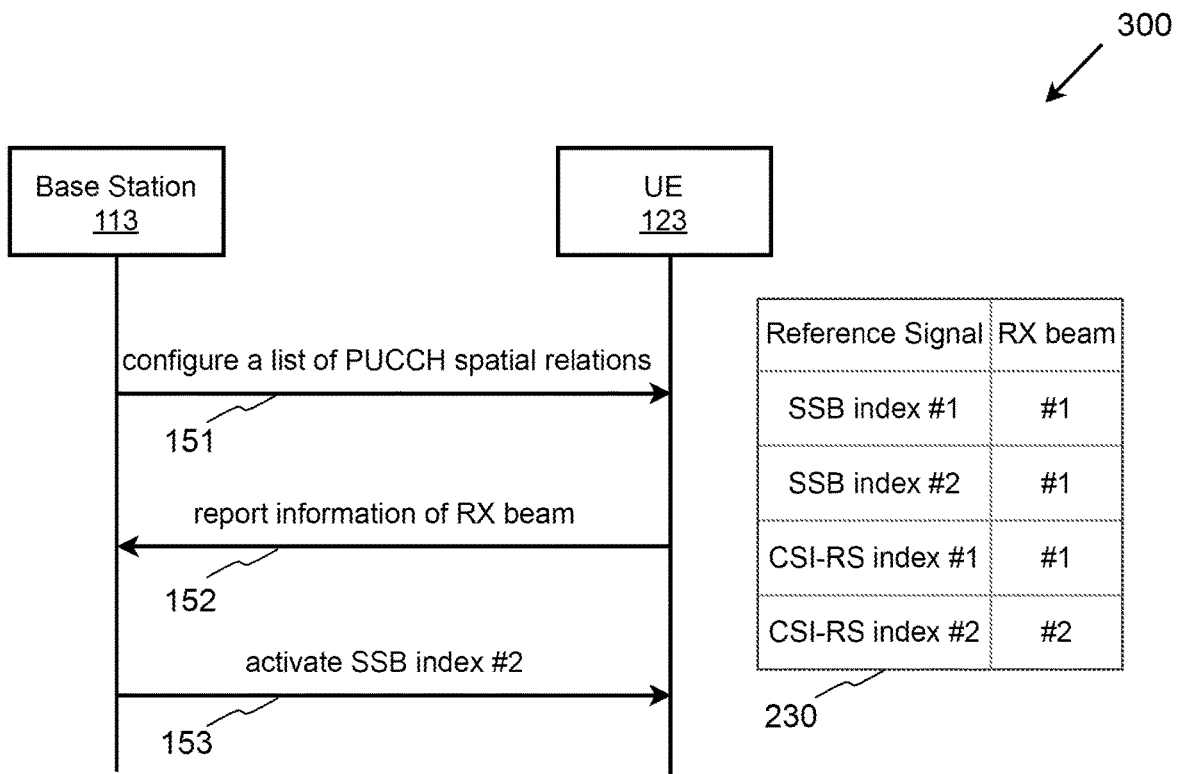 300
Base Station
113
UE
123
configure a list of PUCCH spatial relations
151
report information of RX beam
152
activate SSB index #2
153
Reference Signal RX beam
SSB index #1 #1
SSB index #2 #1
CSI-RS index #1 #1
CSI-RS index #2 #2
230